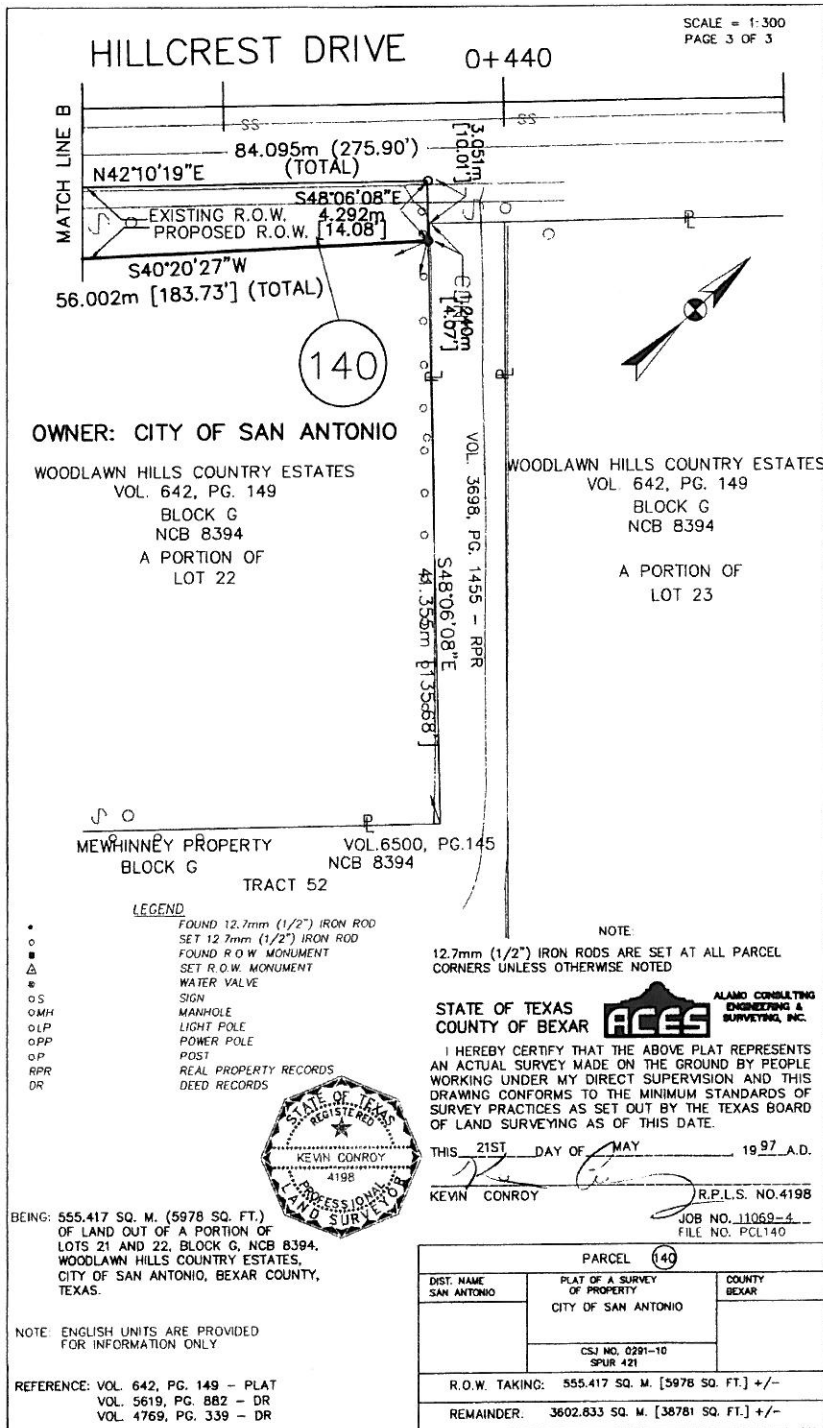 SCALE = 1:300
PAGE 3 OF 3
HILLCREST DRIVE
0+440
MATCH LINE B
SS
SS
84.095m (275.90')
(TOTAL)
3.051m
[10.01']
N42°10'19"E
S48°06'08"E
EXISTING R.O.W. 4.292m
PROPOSED R.O.W. [14.08']
S40°20'27"W
56.002m [183.73'] (TOTAL)
1.240m
[4.07']
140
OWNER: CITY OF SAN ANTONIO
WOODLAWN HILLS COUNTRY ESTATES
VOL. 642, PG. 149
BLOCK G
NCB 8394
A PORTION OF
LOT 22
VOL. 3698, PG. 1455 - RPR
S48°06'08"E
41.355m [135.68']
WOODLAWN HILLS COUNTRY ESTATES
VOL. 642, PG. 149
BLOCK G
NCB 8394
A PORTION OF
LOT 23
MEWHINNEY PROPERTY VOL.6500, PG.145
BLOCK G NCB 8394
TRACT 52
LEGEND
FOUND 12.7mm (1/2") IRON ROD
SET 12.7mm (1/2") IRON ROD
FOUND R.O.W MONUMENT
SET R.O.W. MONUMENT
WATER VALVE
S SIGN
MH MANHOLE
LP LIGHT POLE
PP POWER POLE
P POST
RPR REAL PROPERTY RECORDS
DR DEED RECORDS
NOTE:
12.7mm (1/2") IRON RODS ARE SET AT ALL PARCEL
CORNERS UNLESS OTHERWISE NOTED
STATE OF TEXAS
COUNTY OF BEXAR
ACES
ALAMO CONSULTING
ENGINEERING &
SURVEYING, INC.
I HEREBY CERTIFY THAT THE ABOVE PLAT REPRESENTS
AN ACTUAL SURVEY MADE ON THE GROUND BY PEOPLE
WORKING UNDER MY DIRECT SUPERVISION AND THIS
DRAWING CONFORMS TO THE MINIMUM STANDARDS OF
SURVEY PRACTICES AS SET OUT BY THE TEXAS BOARD
OF LAND SURVEYING AS OF THIS DATE.
THIS 21ST DAY OF MAY 1997 A.D.
KEVIN CONROY R.P.L.S. NO.4198
JOB NO. 11069-4
FILE NO. PCL140
STATE OF TEXAS
REGISTERED
KEVIN CONROY
4198
PROFESSIONAL
LAND SURVEYOR
BEING: 555.417 SQ. M. (5978 SQ. FT.)
OF LAND OUT OF A PORTION OF
LOTS 21 AND 22, BLOCK G, NCB 8394,
WOODLAWN HILLS COUNTRY ESTATES,
CITY OF SAN ANTONIO, BEXAR COUNTY,
TEXAS.
NOTE: ENGLISH UNITS ARE PROVIDED
FOR INFORMATION ONLY
REFERENCE: VOL. 642, PG. 149 - PLAT
VOL. 5619, PG. 882 - DR
VOL. 4769, PG. 339 - DR
PARCEL 140
DIST. NAME
SAN ANTONIO
PLAT OF A SURVEY
OF PROPERTY
CITY OF SAN ANTONIO
COUNTY
BEXAR
CSJ NO. 0291-10
SPUR 421
R.O.W. TAKING: 555.417 SQ. M. [5978 SQ. FT.] +/-
REMAINDER. 3602.833 SQ. M. [38781 SQ. FT.] +/-